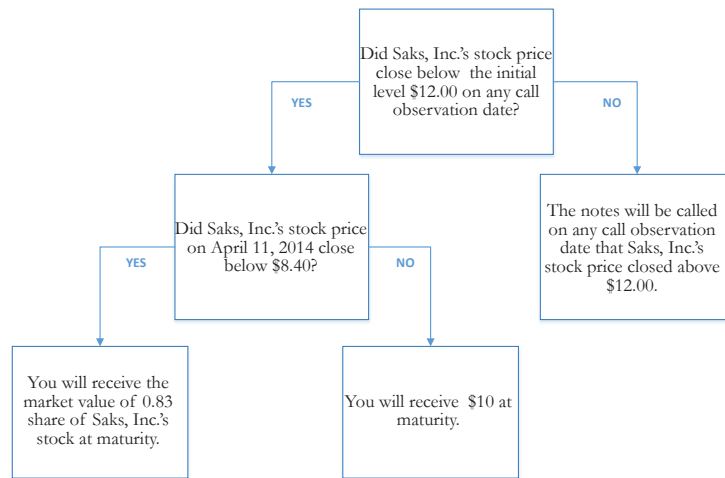 Did Saks, Inc.'s stock price
close below the initial
level $12.00 on any call
observation date?
YES
NO
Did Saks, Inc.'s stock price
on April 11, 2014 close
below $8.40?
The notes will be called
on any call observation
date that Saks, Inc.'s
stock price closed above
$12.00.
YES
NO
You will receive the
market value of 0.83
share of Saks, Inc.'s
stock at maturity.
You will receive $10 at
maturity.